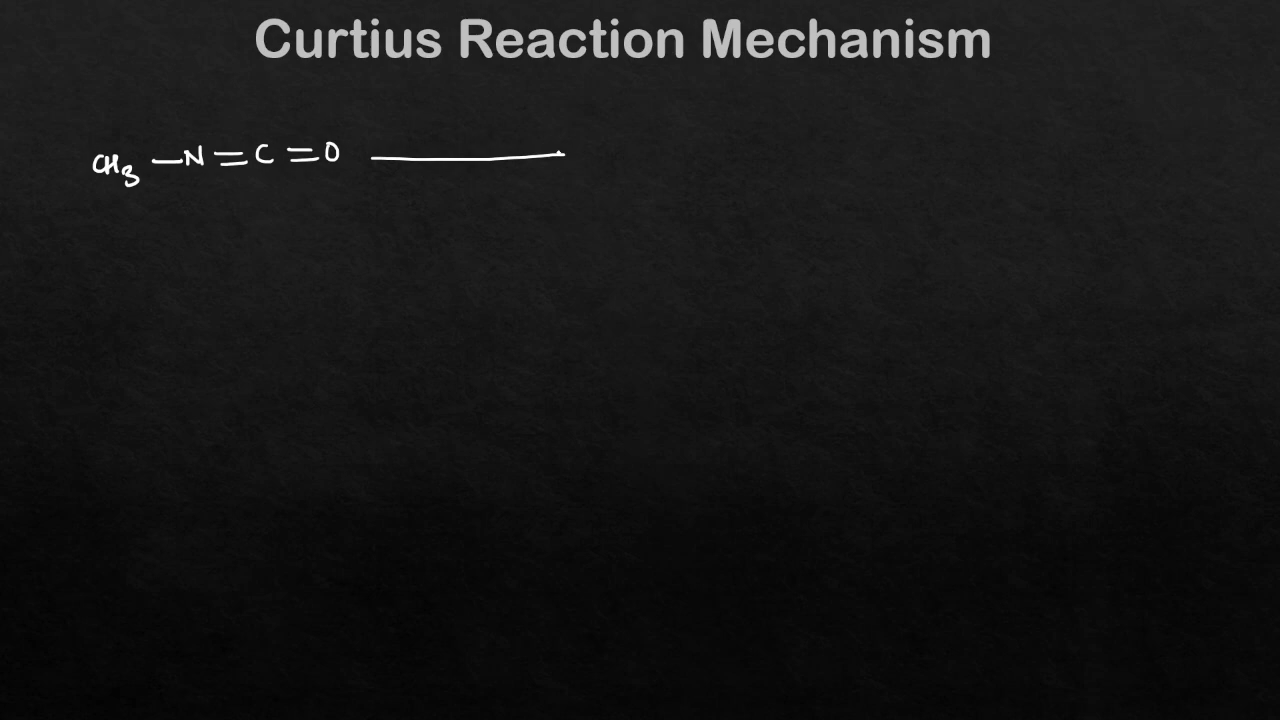 Curtius Reaction Mechanism
CH3 — N = C = O